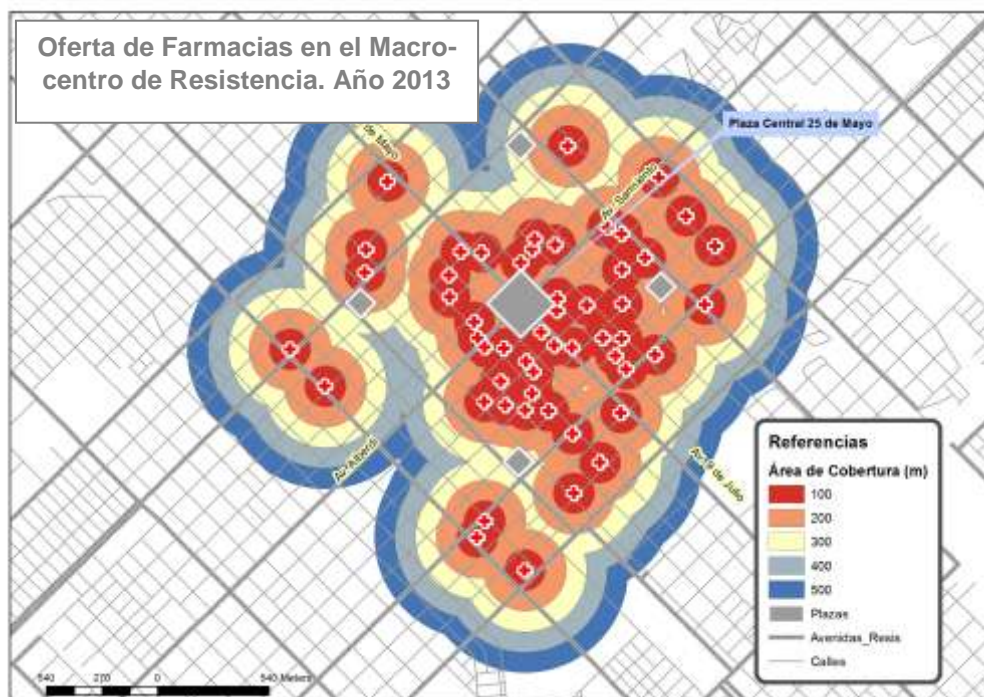 Oferta de Farmacias en el Macro-
centro de Resistencia. Año 2013
Plaza Central 25 de Mayo
de Mayo
Av. Sarmiento
Av. Alberdi
Av. 9 de Julio
Referencias
Área de Cobertura (m)
100
200
300
400
500
Plazas
Avenidas_Resis
Calles
0
540 Meters